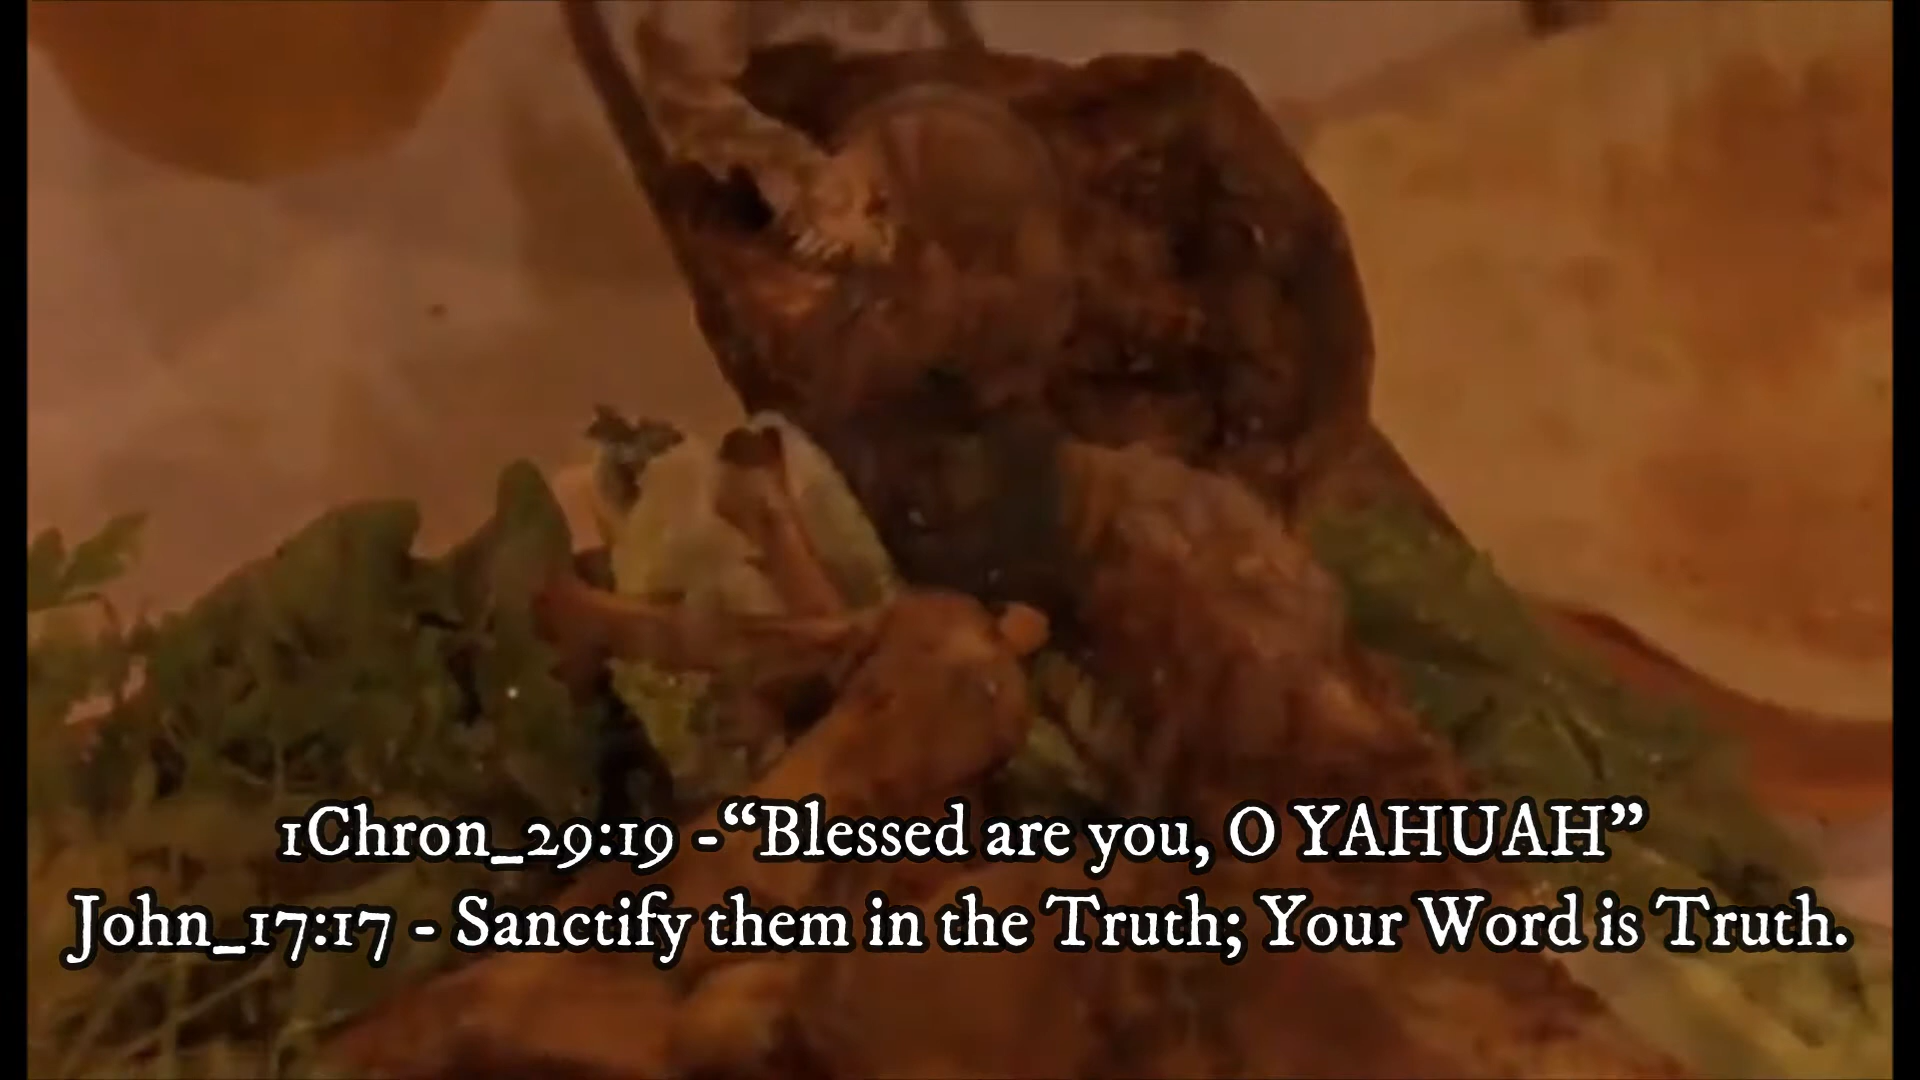 1Chron_29:19 -“Blessed are you, O YAHUAH”
John_17:17 - Sanctify them in the Truth; Your Word is Truth.